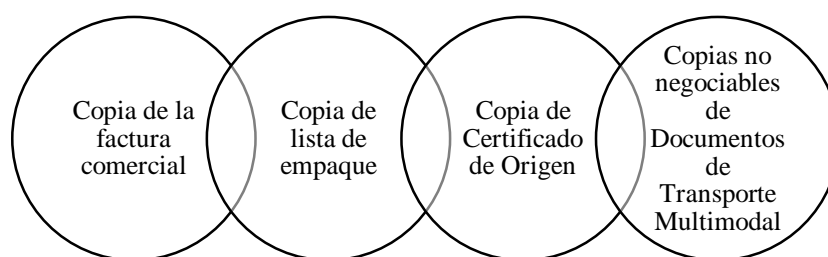 Copia de la
factura
comercial
Copia de
lista de
empaque
Copia de
Certificado
de Origen
Copias no
negociables
de
Documentos
de
Transporte
Multimodal